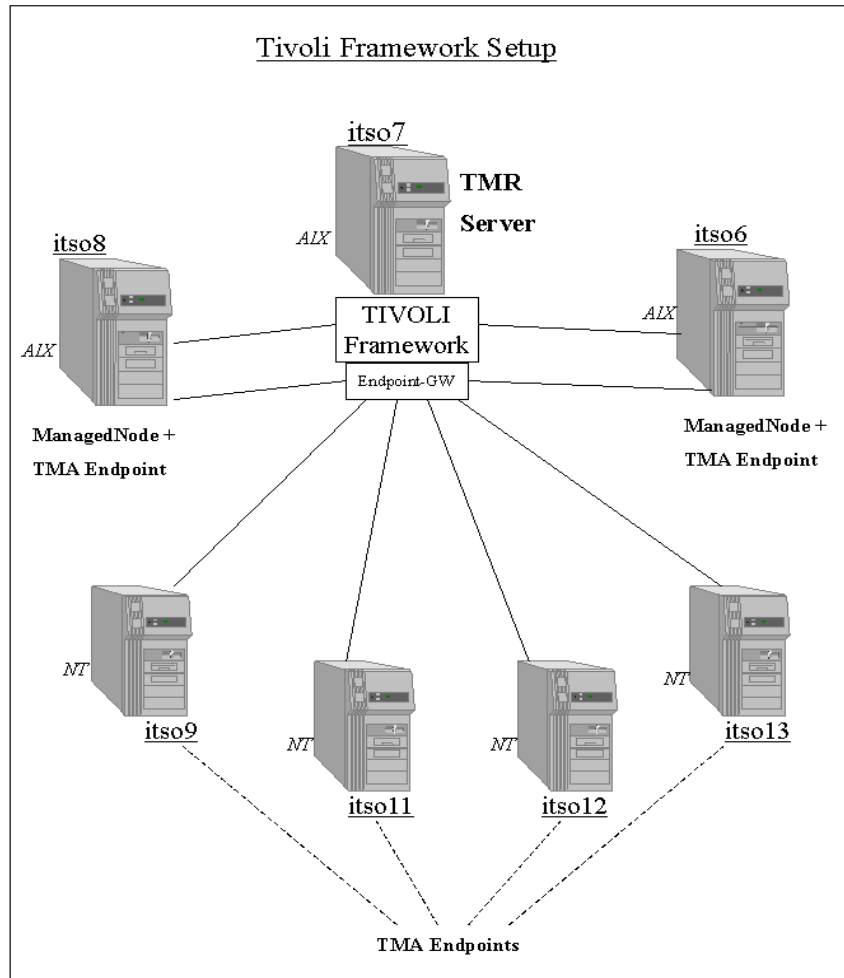 Tivoli Framework Setup
itso7
TMR
Server
AIX
itso8
AIX
itso6
AIX
TIVOLI
Framework
Endpoint-GW
ManagedNode +
TMA Endpoint
ManagedNode +
TMA Endpoint
NT
itso9
NT
itso11
NT
itso12
NT
itso13
TMA Endpoints